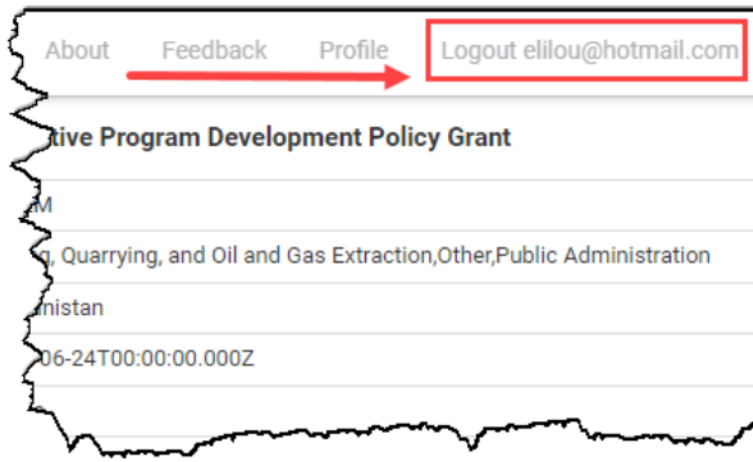 About Feedback Profile Logout elilou@hotmail.com
tive Program Development Policy Grant
M
g, Quarrying, and Oil and Gas Extraction,Other,Public Administration
nistan
06-24T00:00:00.000Z